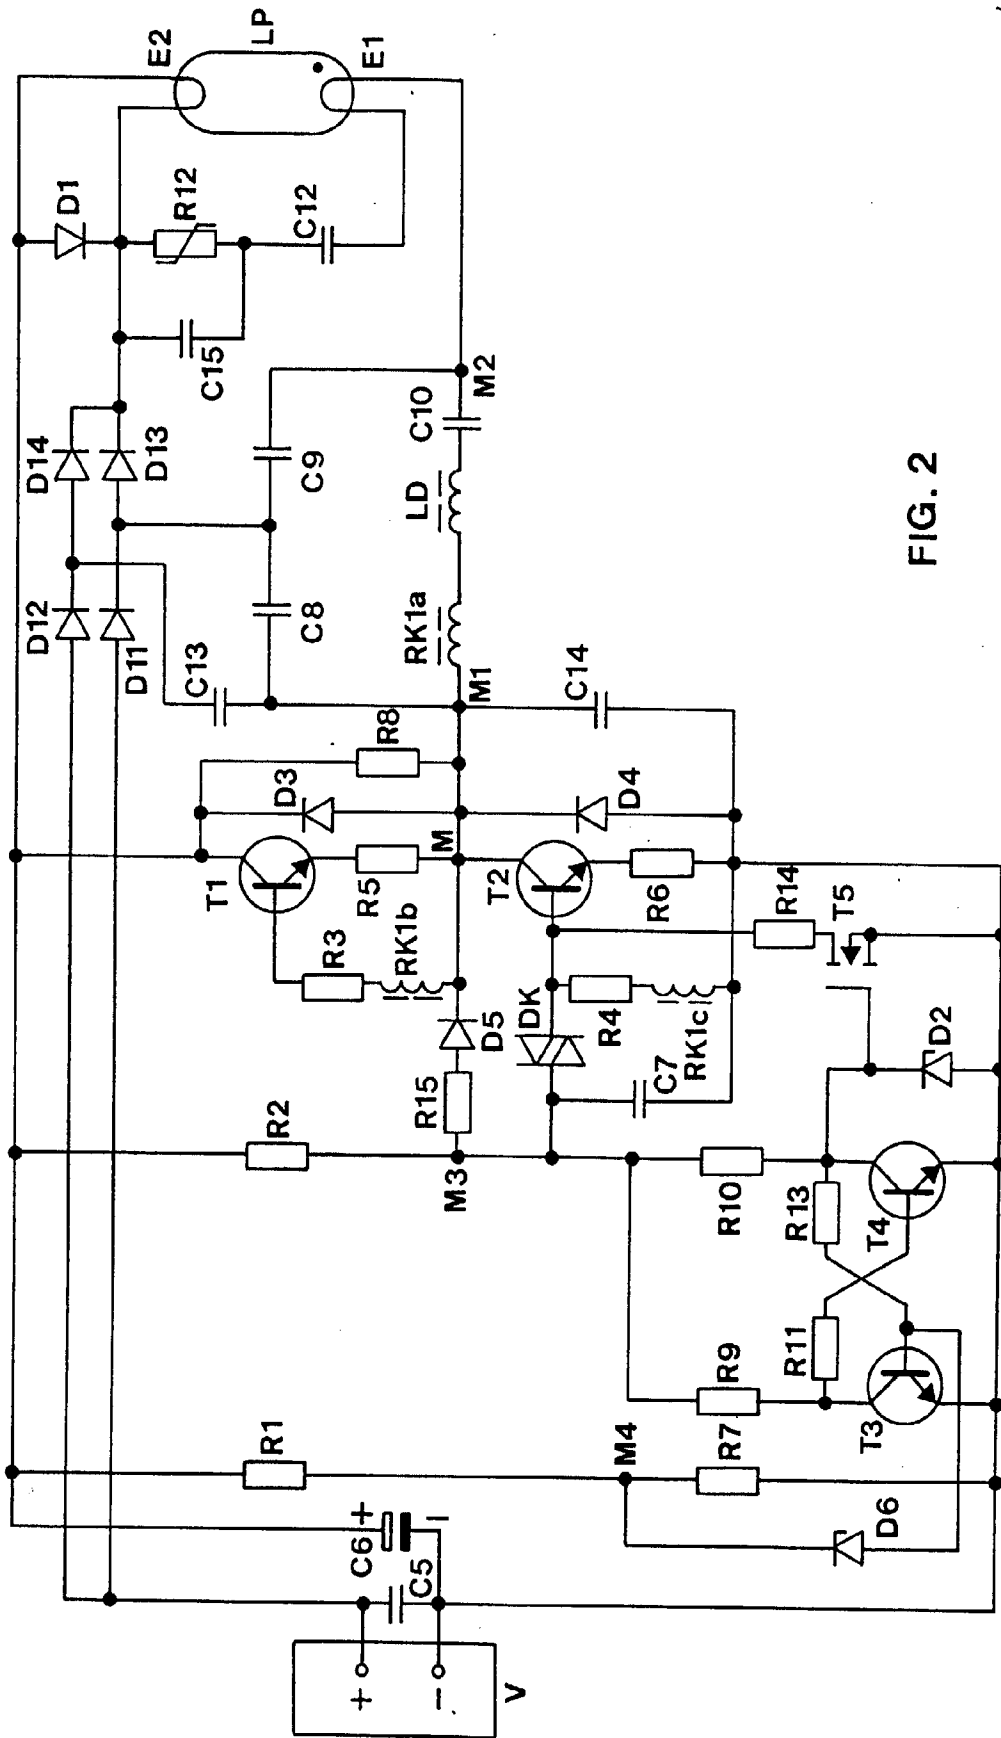 LP
E2
E1
D1
R12
C12
C15
D14
D13
D12
D11
C13
C9
C8
M2
C10
LD
RK1a
M1
C14
R8
D3
D4
M
T1
R5
R3
RK1b
T2
R6
R14
T5
DK
R4
RK1c
D5
R15
C7
D2
R2
M3
R10
R13
T4
R11
R9
T3
R1
M4
R7
D6
C6
+
−
C5
+
−
V
FIG. 2